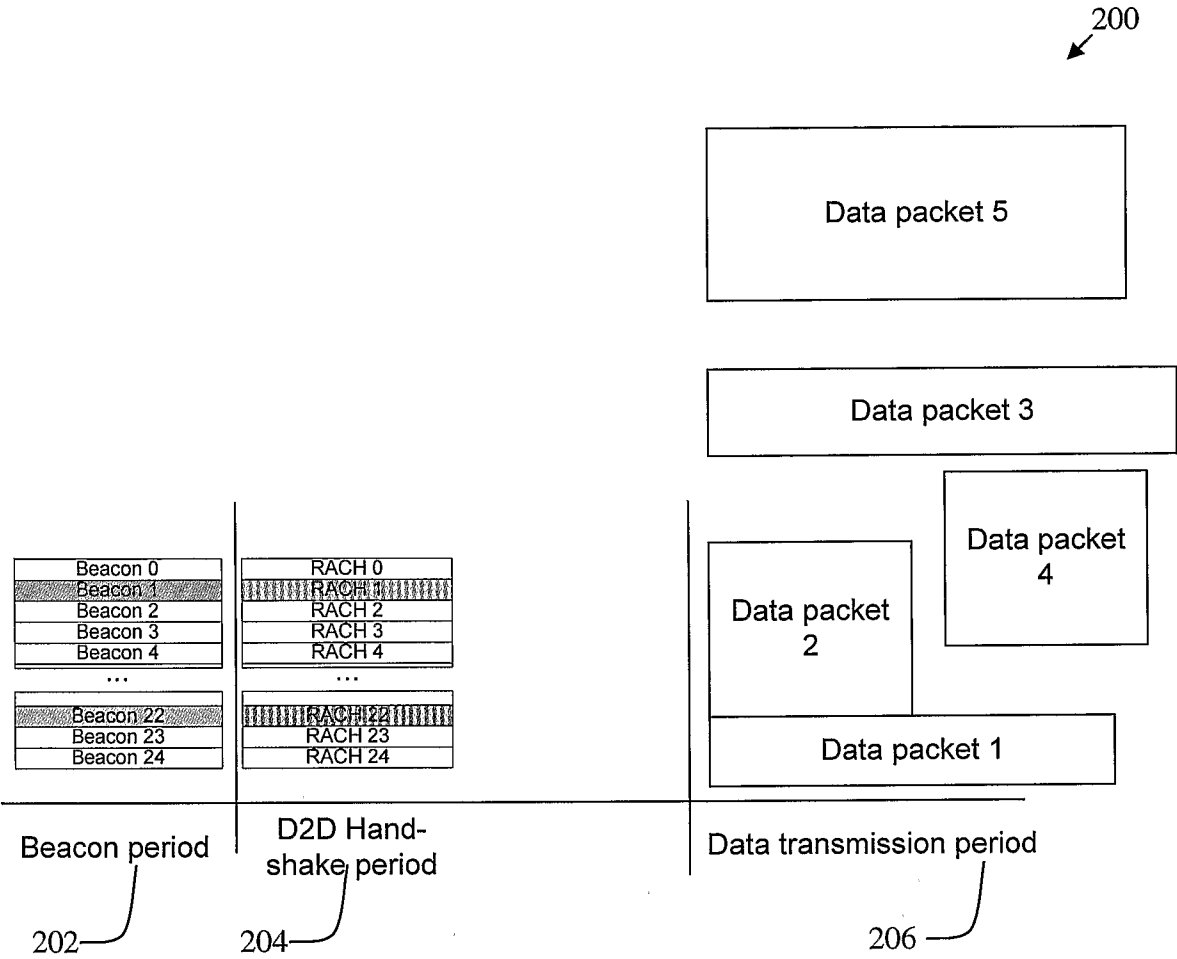 200
Data packet 5
Data packet 3
Data packet
4
Data packet
2
Data packet 1
Beacon 0
Beacon 1
Beacon 2
Beacon 3
Beacon 4
...
Beacon 22
Beacon 23
Beacon 24
RACH 0
RACH 1
RACH 2
RACH 3
RACH 4
...
RACH 22
RACH 23
RACH 24
Beacon period
D2D Hand-
shake period
Data transmission period
202
204
206